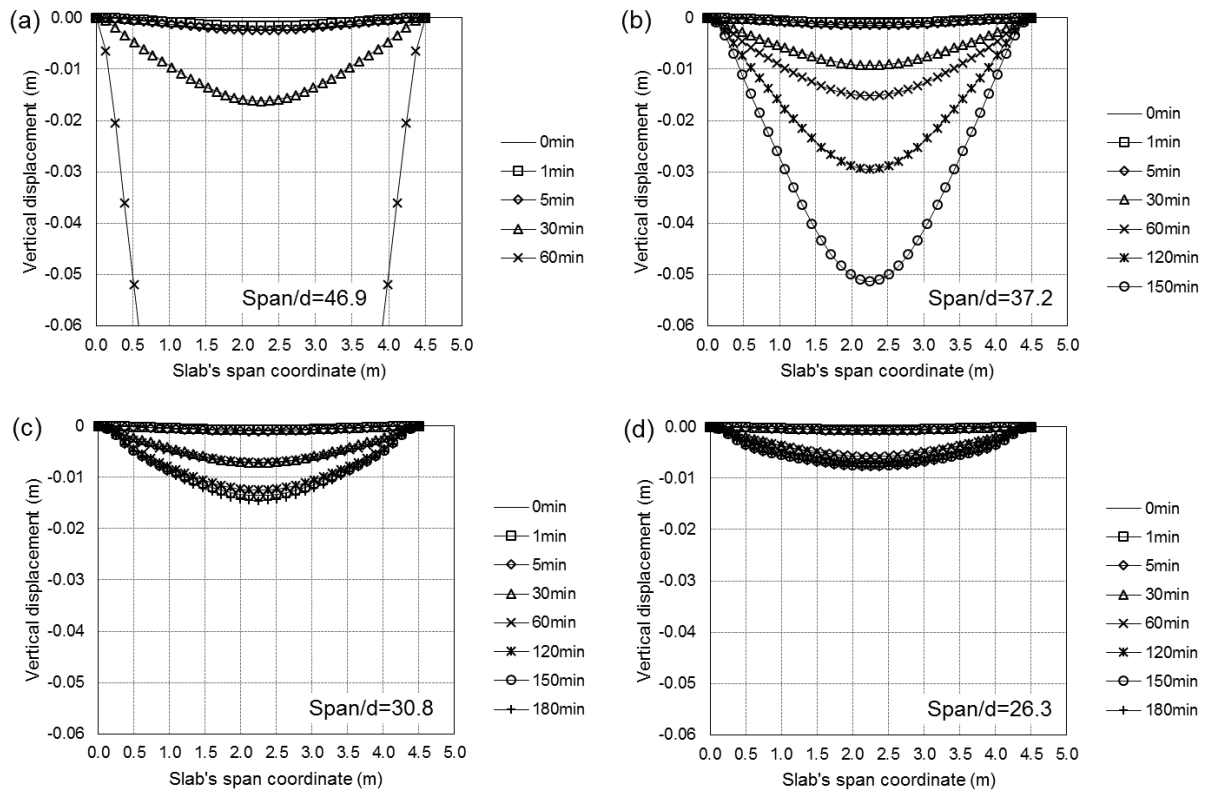 (a)
0.00
-0.01
-0.02
-0.03
-0.04
-0.05
-0.06
Vertical displacement (m)
0.0 0.5 1.0 1.5 2.0 2.5 3.0 3.5 4.0 4.5 5.0
Slab's span coordinate (m)
Span/d=46.9
0min
1min
5min
30min
60min
(b)
0.00
-0.01
-0.02
-0.03
-0.04
-0.05
-0.06
Vertical displacement (m)
0.0 0.5 1.0 1.5 2.0 2.5 3.0 3.5 4.0 4.5 5.0
Slab's span coordinate (m)
Span/d=37.2
0min
1min
5min
30min
60min
120min
150min
(c)
0
-0.01
-0.02
-0.03
-0.04
-0.05
-0.06
Vertical displacement (m)
0.0 0.5 1.0 1.5 2.0 2.5 3.0 3.5 4.0 4.5 5.0
Slab's span coordinate (m)
Span/d=30.8
0min
1min
5min
30min
60min
120min
150min
180min
(d)
0.00
-0.01
-0.02
-0.03
-0.04
-0.05
-0.06
Vertical displacement (m)
0.0 0.5 1.0 1.5 2.0 2.5 3.0 3.5 4.0 4.5 5.0
Slab's span coordinate (m)
Span/d=26.3
0min
1min
5min
30min
60min
120min
150min
180min